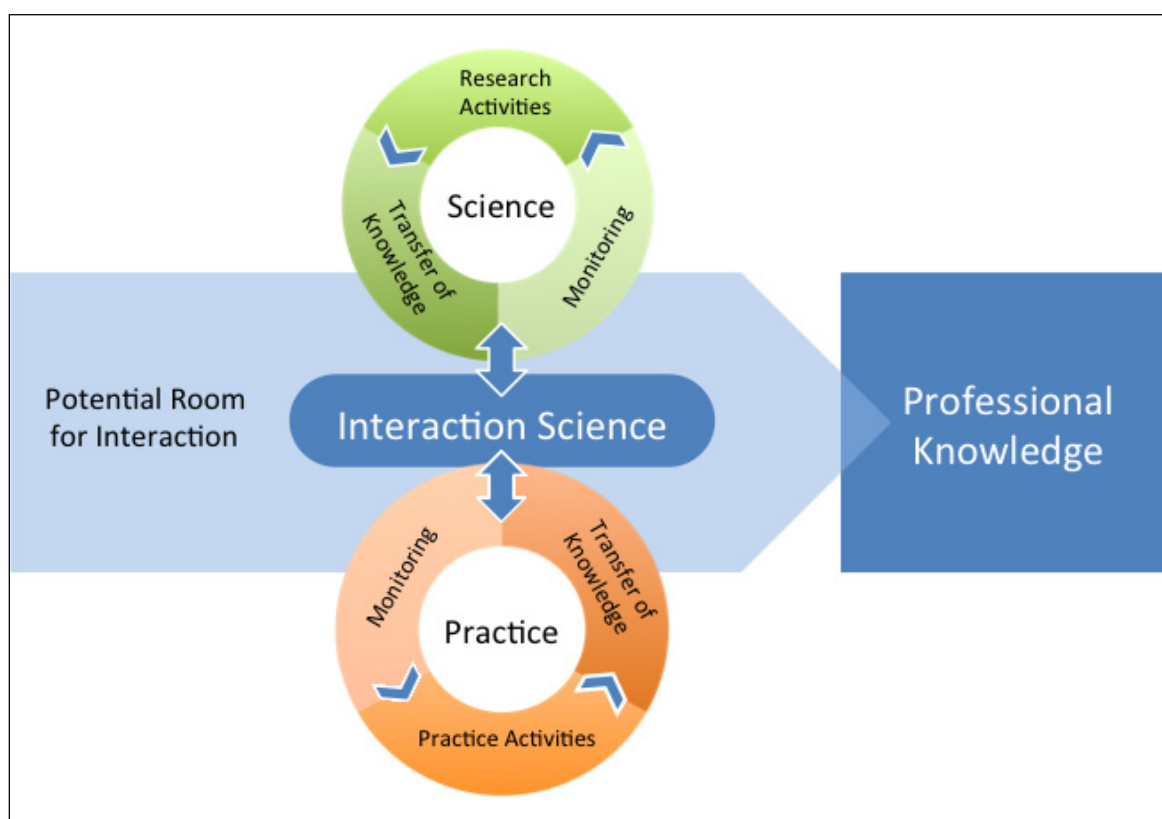 Research
Activities
Science
Transfer of
Knowledge
Monitoring
Potential Room
for Interaction
Interaction Science
Professional
Knowledge
Monitoring
Transfer of
Knowledge
Practice
Practice Activities